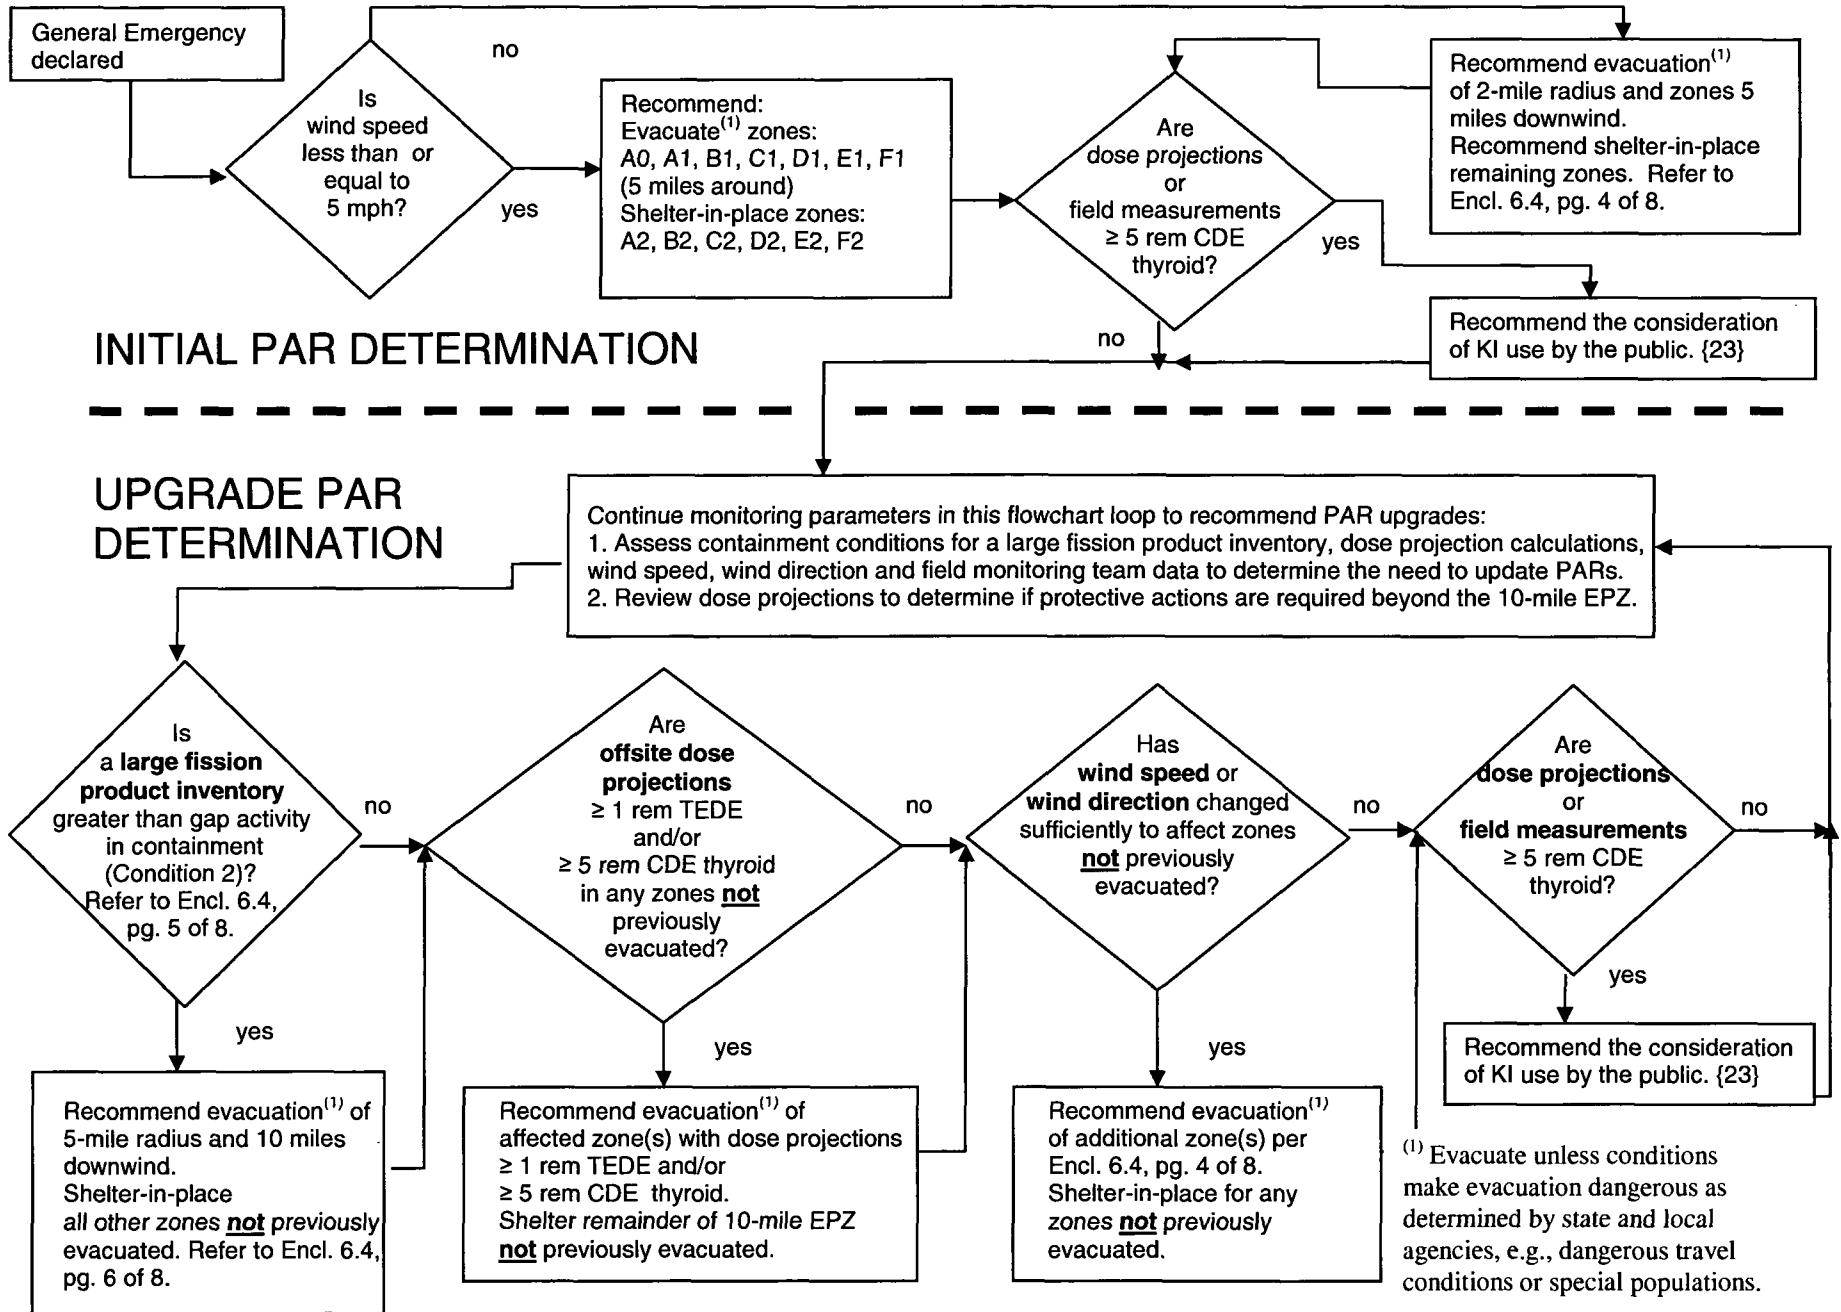 General Emergency
declared
no
Is
wind speed
less than or
equal to
5 mph?
yes
Recommend:
Evacuate(1) zones:
A0, A1, B1, C1, D1, E1, F1
(5 miles around)
Shelter-in-place zones:
A2, B2, C2, D2, E2, F2
Are
dose projections
or
field measurements
≥ 5 rem CDE
thyroid?
yes
no
Recommend evacuation(1)
of 2-mile radius and zones 5
miles downwind.
Recommend shelter-in-place
remaining zones. Refer to
Encl. 6.4, pg. 4 of 8.
Recommend the consideration
of KI use by the public. {23}
INITIAL PAR DETERMINATION
UPGRADE PAR
DETERMINATION
Continue monitoring parameters in this flowchart loop to recommend PAR upgrades:
1. Assess containment conditions for a large fission product inventory, dose projection calculations,
wind speed, wind direction and field monitoring team data to determine the need to update PARs.
2. Review dose projections to determine if protective actions are required beyond the 10-mile EPZ.
Is
a large fission
product inventory
greater than gap activity
in containment
(Condition 2)?
Refer to Encl. 6.4,
pg. 5 of 8.
no
yes
Recommend evacuation(1) of
5-mile radius and 10 miles
downwind.
Shelter-in-place
all other zones not previously
evacuated. Refer to Encl. 6.4,
pg. 6 of 8.
Are
offsite dose
projections
≥ 1 rem TEDE
and/or
≥ 5 rem CDE thyroid
in any zones not
previously
evacuated?
no
yes
Recommend evacuation(1) of
affected zone(s) with dose projections
≥ 1 rem TEDE and/or
≥ 5 rem CDE thyroid.
Shelter remainder of 10-mile EPZ
not previously evacuated.
Has
wind speed or
wind direction changed
sufficiently to affect zones
not previously
evacuated?
no
yes
Recommend evacuation(1)
of additional zone(s) per
Encl. 6.4, pg. 4 of 8.
Shelter-in-place for any
zones not previously
evacuated.
Are
dose projections
or
field measurements
≥ 5 rem CDE
thyroid?
no
yes
Recommend the consideration
of KI use by the public. {23}
(1) Evacuate unless conditions
make evacuation dangerous as
determined by state and local
agencies, e.g., dangerous travel
conditions or special populations.